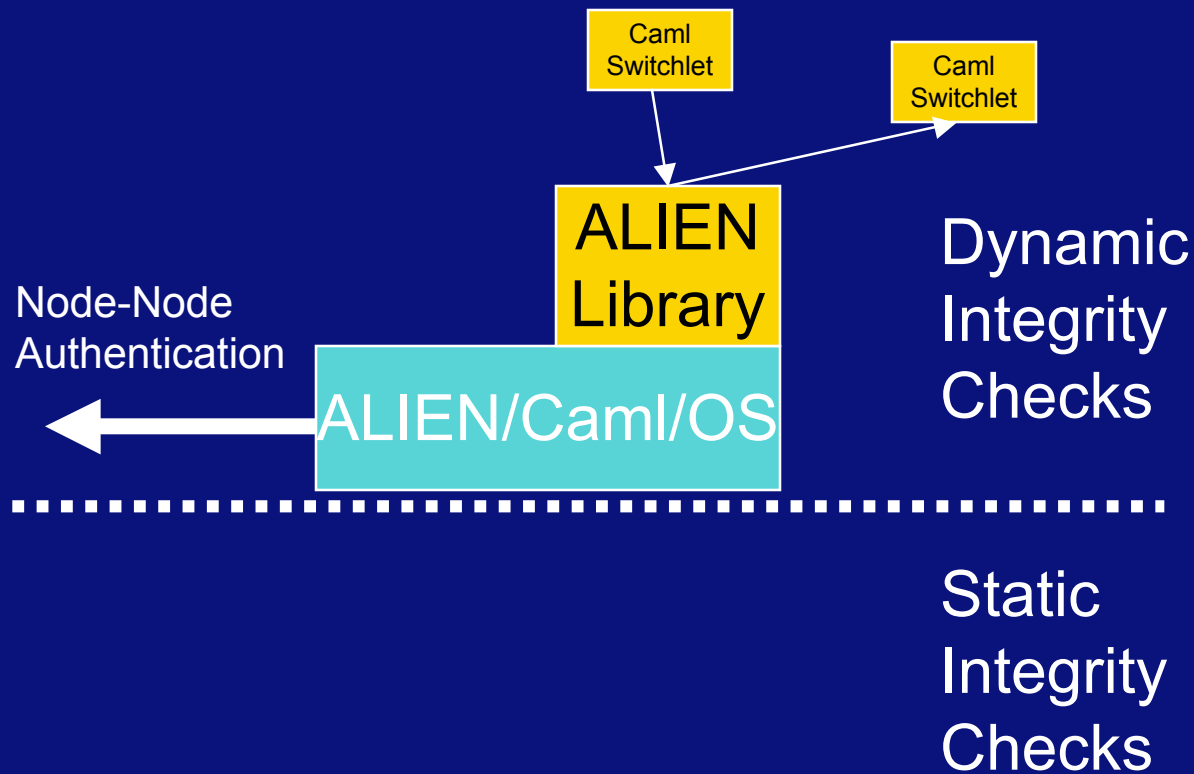 Caml
Switchlet
Caml
Switchlet
ALIEN
Library
Dynamic
Integrity
Checks
Node-Node
Authentication
ALIEN/Caml/OS
Static
Integrity
Checks